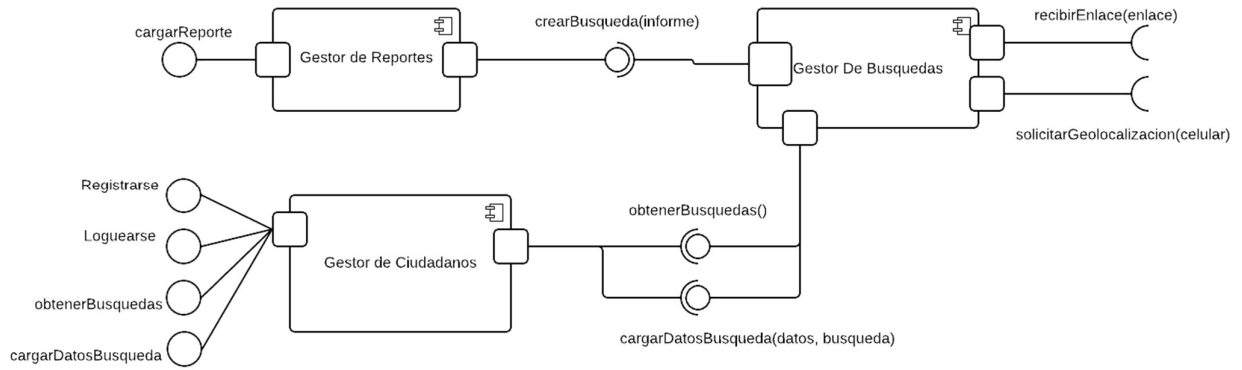 cargarReporte
Gestor de Reportes
crearBusqueda(informe)
Gestor De Busquedas
recibirEnlace(enlace)
solicitarGeolocalizacion(celular)
Registrarse
Loguearse
obtenerBusquedas
cargarDatosBusqueda
Gestor de Ciudadanos
obtenerBusquedas()
cargarDatosBusqueda(datos, busqueda)